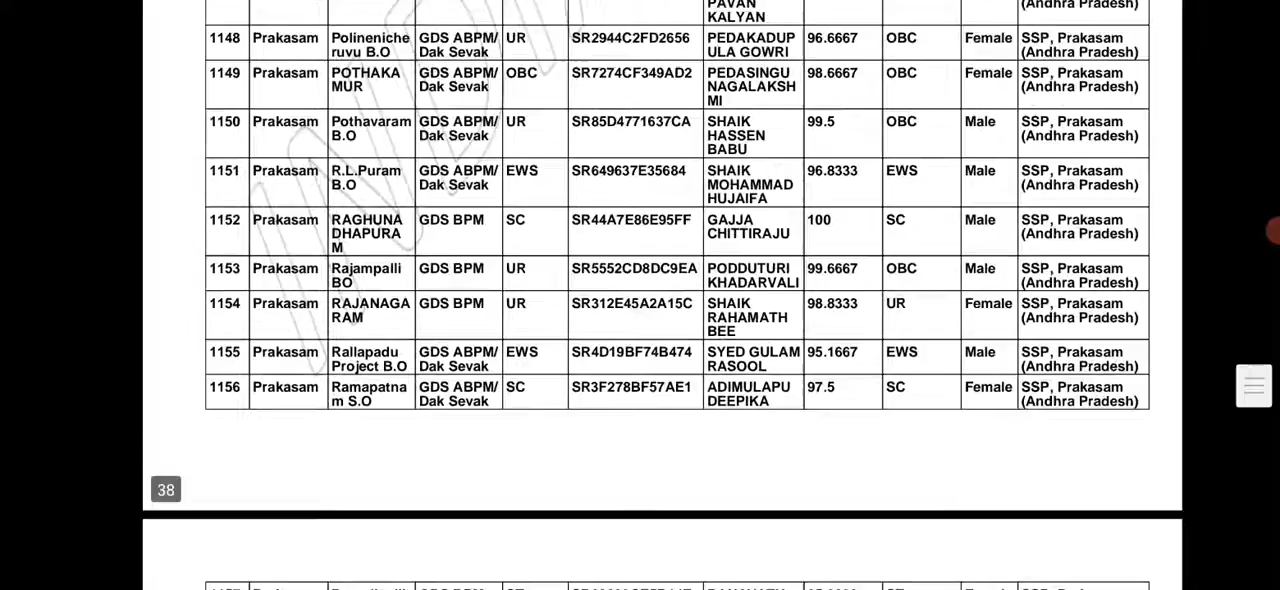 PAVAN (Andhra Pradesh)
KALYAN
1148 Prakasam Polineniche GDS ABPM/ UR SR2944C2FD2656 PEDAKADUP 96.6667 OBC Female SSP, Prakasam
ruvu B.O Dak Sevak ULA GOWRI (Andhra Pradesh)
1149 Prakasam POTHAKA GDS ABPM/ OBC SR7274CF349AD2 PEDASINGU 98.6667 OBC Female SSP, Prakasam
MUR Dak Sevak NAGALAKSH (Andhra Pradesh)
MI
1150 Prakasam Pothavaram GDS ABPM/ UR SR85D4771637CA SHAIK 99.5 OBC Male SSP, Prakasam
B.O Dak Sevak HASSEN (Andhra Pradesh)
BABU
1151 Prakasam R.L.Puram GDS ABPM/ EWS SR649637E35684 SHAIK 96.8333 EWS Male SSP, Prakasam
B.O Dak Sevak MOHAMMAD (Andhra Pradesh)
HUJAIFA
1152 Prakasam RAGHUNA GDS BPM SC SR44A7E86E95FF GAJJA 100 SC Male SSP, Prakasam
DHAPURA CHITTIRAJU (Andhra Pradesh)
M
1153 Prakasam Rajampalli GDS BPM UR SR5552CD8DC9EA PODDUTURI 99.6667 OBC Male SSP, Prakasam
BO KHADARVALI (Andhra Pradesh)
1154 Prakasam RAJANAGA GDS BPM UR SR312E45A2A15C SHAIK 98.8333 UR Female SSP, Prakasam
RAM RAHAMATH (Andhra Pradesh)
BEE
1155 Prakasam Rallapadu GDS ABPM/ EWS SR4D19BF74B474 SYED GULAM 95.1667 EWS Male SSP, Prakasam
Project B.O Dak Sevak RASOOL (Andhra Pradesh)
1156 Prakasam Ramapatna GDS ABPM/ SC SR3F278BF57AE1 ADIMULAPU 97.5 SC Female SSP, Prakasam
m S.O Dak Sevak DEEPIKA (Andhra Pradesh)
38